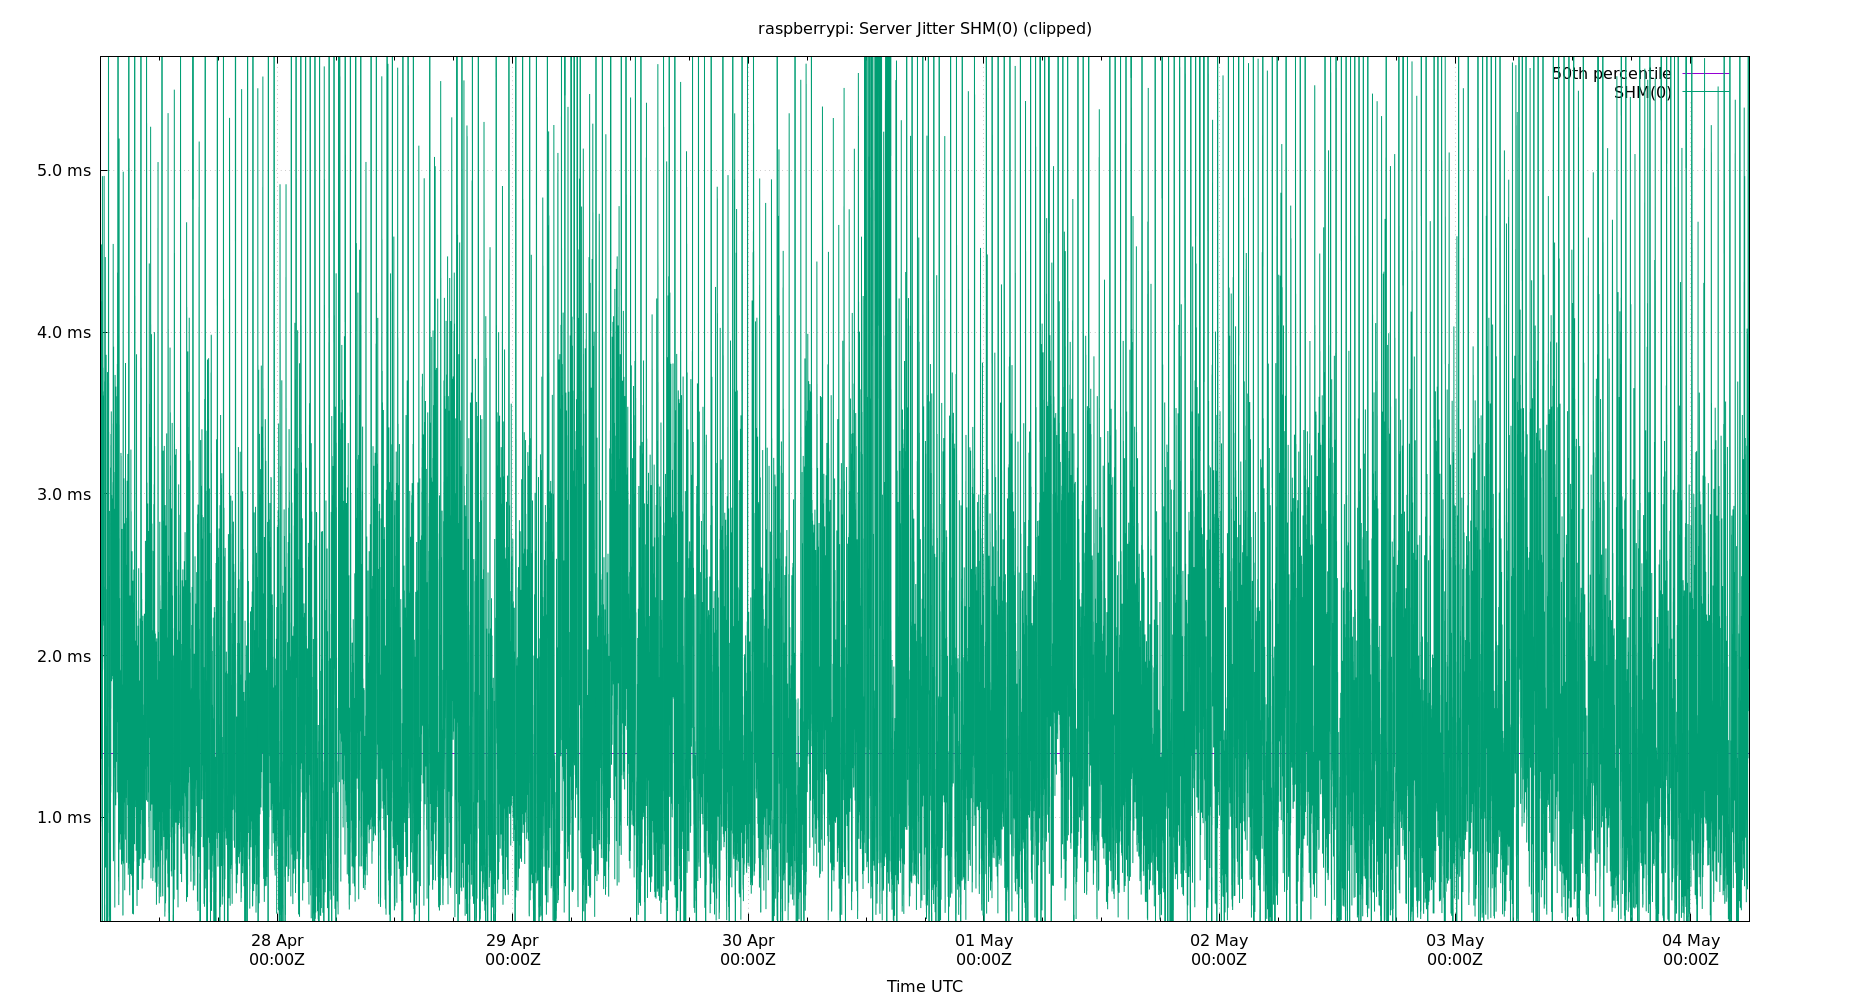 raspberrypi: Server Jitter SHM(0) (clipped)
50th percentile
SHM(0)
5.0 ms
4.0 ms
3.0 ms
2.0 ms
1.0 ms
28 Apr 29 Apr 30 Apr 01 May 02 May 03 May 04 May
00:00Z 00:00Z 00:00Z 00:00Z 00:00Z 00:00Z 00:00Z
Time UTC